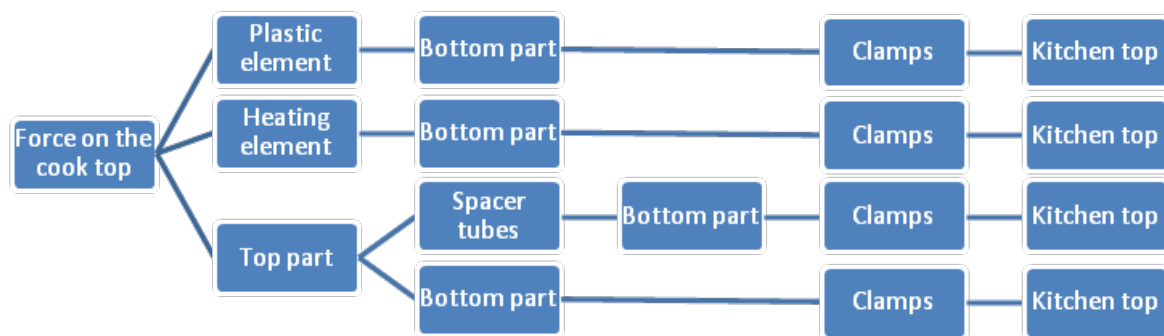 Plastic
element
Bottom part
Clamps
Kitchen top
Force on the
cook top
Heating
element
Bottom part
Clamps
Kitchen top
Top part
Spacer
tubes
Bottom part
Clamps
Kitchen top
Bottom part
Clamps
Kitchen top